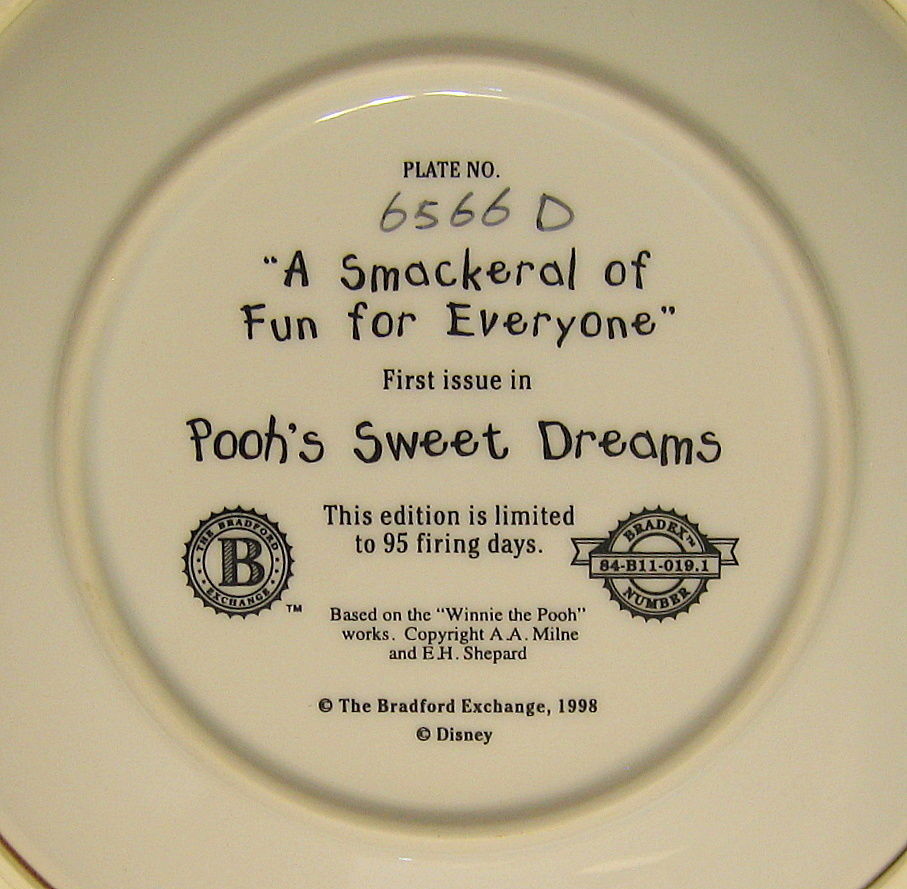 PLATE NO.
6566 D
"A Smackeral of
Fun for Everyone"
First issue in
Pooh's Sweet Dreams
This edition is limited
to 95 firing days.
THE BRADFORD
B
EXCHANGE
TM
BRADEX™
84-B11-019.1
NUMBER
Based on the "Winnie the Pooh"
works. Copyright A.A. Milne
and E.H. Shepard
© The Bradford Exchange, 1998
© Disney